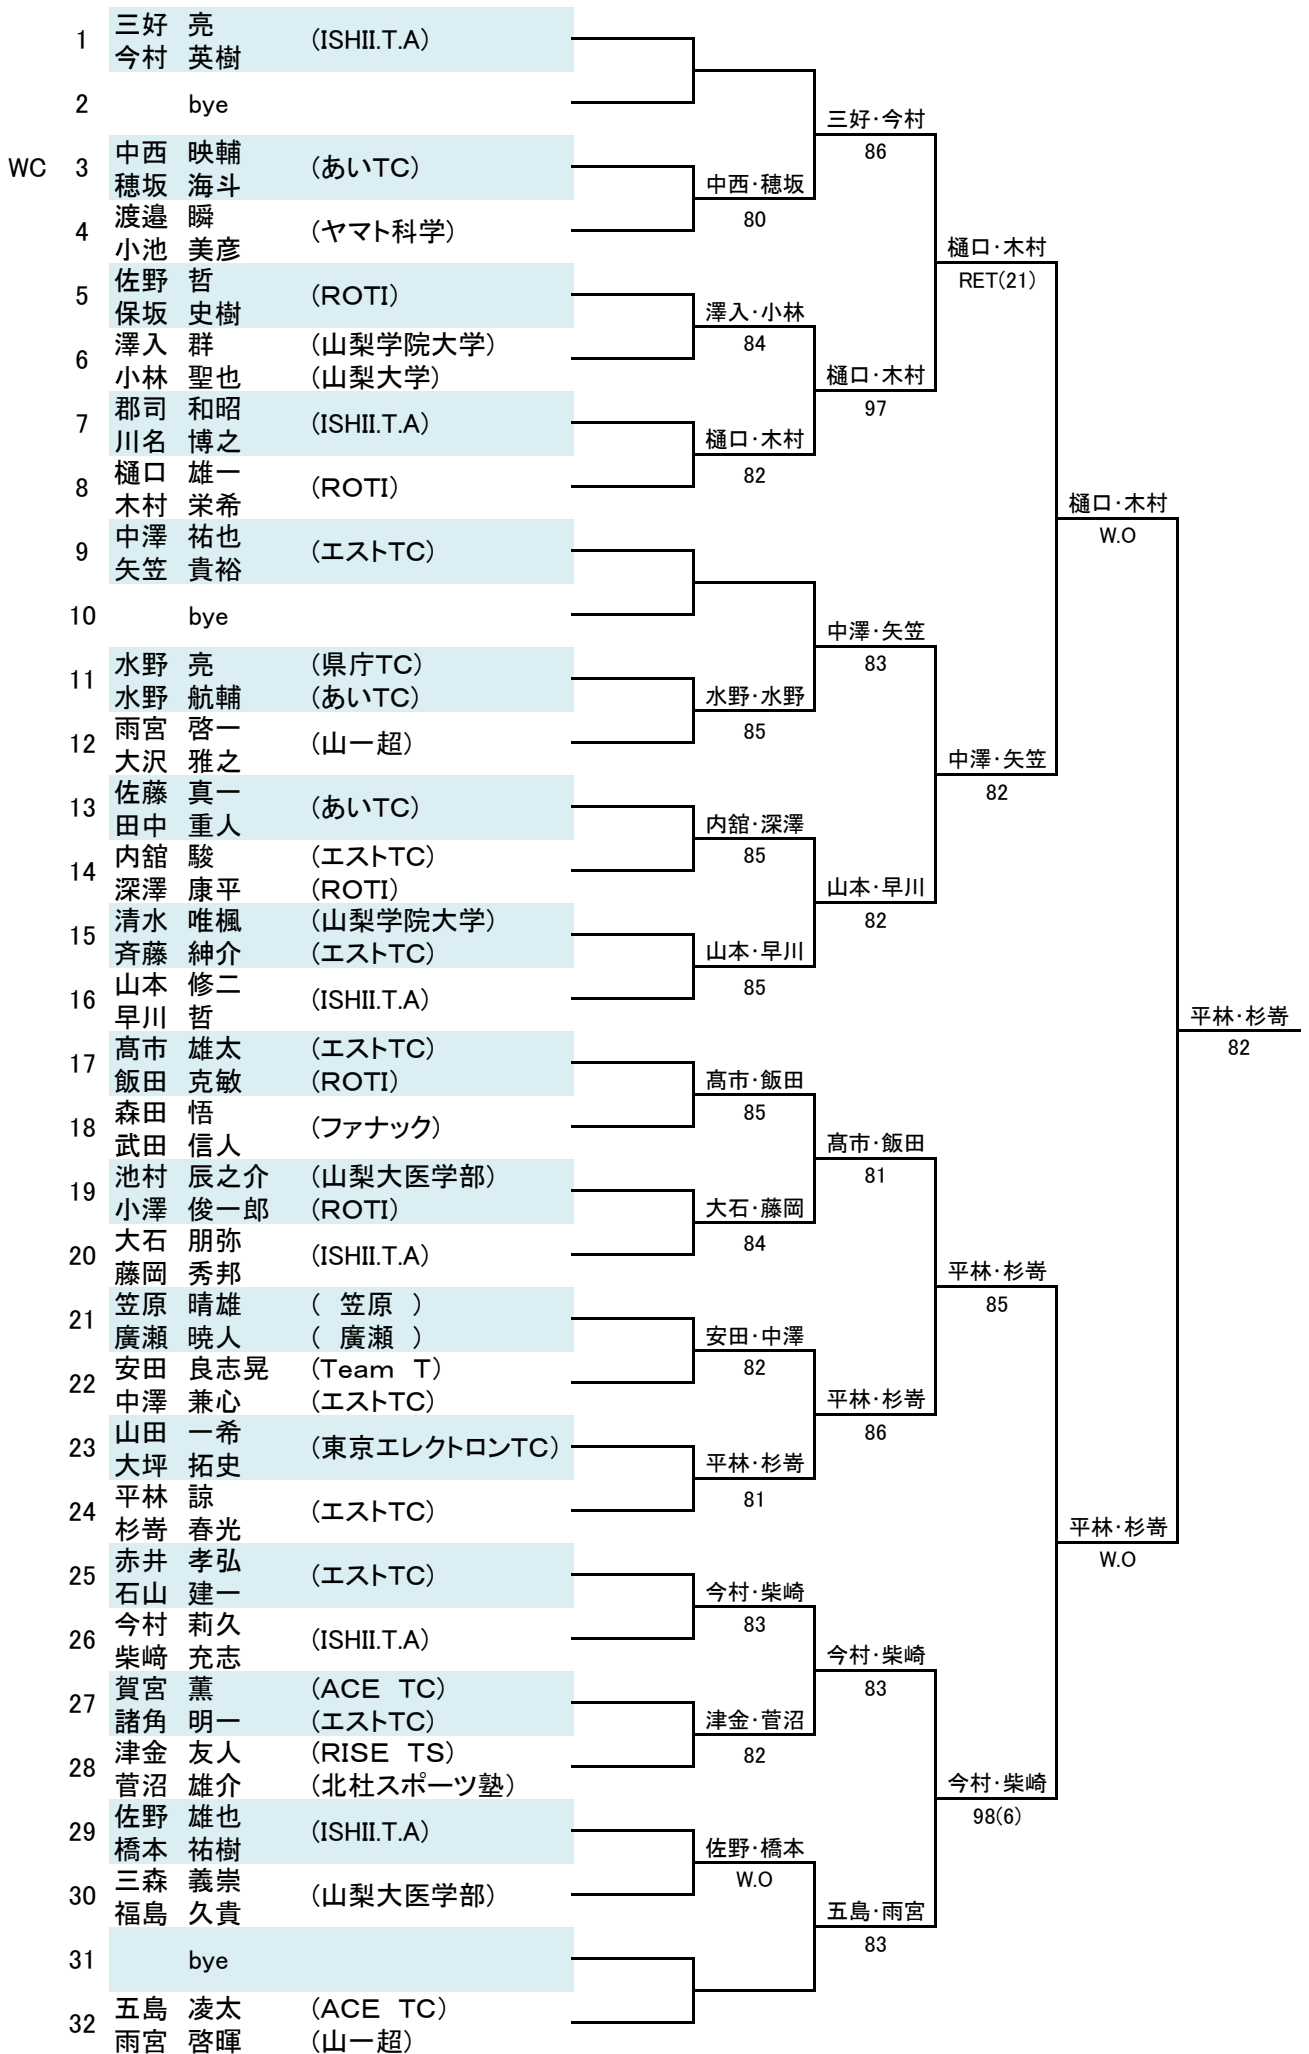 1 三好 亮 (ISHII.T.A)
今村 英樹
2 bye
三好・今村
86
WC 3 中西 映輔 (あいTC)
穂坂 海斗
中西・穂坂
80
4 渡邉 瞬 (ヤマト科学)
小池 美彦
樋口・木村
RET(21)
5 佐野 哲 (ROTI)
保坂 史樹
澤入・小林
84
6 澤入 群 (山梨学院大学)
小林 聖也 (山梨大学)
樋口・木村
97
7 郡司 和昭 (ISHII.T.A)
川名 博之
樋口・木村
82
8 樋口 雄一 (ROTI)
木村 栄希
樋口・木村
W.O
9 中澤 祐也 (エストTC)
矢笠 貴裕
10 bye
中澤・矢笠
83
11 水野 亮 (県庁TC)
水野 航輔 (あいTC)
水野・水野
85
12 雨宮 啓一 (山一超)
大沢 雅之
中澤・矢笠
82
13 佐藤 真一 (あいTC)
田中 重人
内舘・深澤
85
14 内舘 駿 (エストTC)
深澤 康平 (ROTI)
山本・早川
82
15 清水 唯楓 (山梨学院大学)
斉藤 紳介 (エストTC)
山本・早川
85
16 山本 修二 (ISHII.T.A)
早川 哲
平林・杉嵜
82
17 髙市 雄太 (エストTC)
飯田 克敏 (ROTI)
髙市・飯田
85
18 森田 悟 (ファナック)
武田 信人
髙市・飯田
81
19 池村 辰之介 (山梨大医学部)
小澤 俊一郎 (ROTI)
大石・藤岡
84
20 大石 朋弥 (ISHII.T.A)
藤岡 秀邦
平林・杉嵜
85
21 笠原 晴雄 ( 笠原 )
廣瀬 暁人 ( 廣瀬 )
安田・中澤
82
22 安田 良志晃 (Team T)
中澤 兼心 (エストTC)
平林・杉嵜
86
23 山田 一希 (東京エレクトロンTC)
大坪 拓史
平林・杉嵜
81
24 平林 諒 (エストTC)
杉嵜 春光
平林・杉嵜
W.O
25 赤井 孝弘 (エストTC)
石山 建一
今村・柴崎
83
26 今村 莉久 (ISHII.T.A)
柴﨑 充志
今村・柴崎
83
27 賀宮 薫 (ACE TC)
諸角 明一 (エストTC)
津金・菅沼
82
28 津金 友人 (RISE TS)
菅沼 雄介 (北杜スポーツ塾)
今村・柴崎
98(6)
29 佐野 雄也 (ISHII.T.A)
橋本 祐樹
佐野・橋本
W.O
30 三森 義崇 (山梨大医学部)
福島 久貴
五島・雨宮
83
31 bye
32 五島 凌太 (ACE TC)
雨宮 啓暉 (山一超)